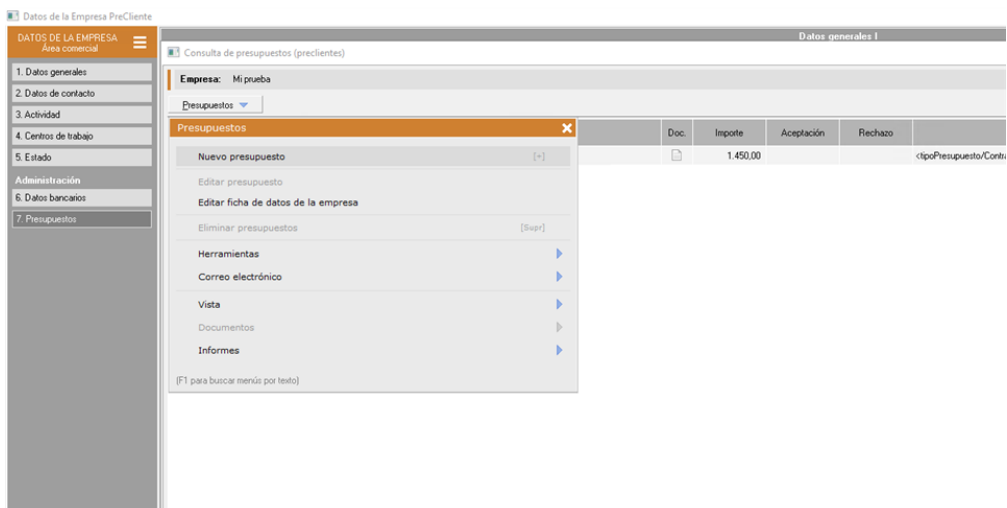 Datos de la Empresa PreCliente
DATOS DE LA EMPRESA
Área comercial
Datos generales I
1. Datos generales
2. Datos de contacto
3. Actividad
4. Centros de trabajo
5. Estado
Administración
6. Datos bancarios
7. Presupuestos
Consulta de presupuestos (preclientes)
Empresa: Mi prueba
Presupuestos
Presupuestos
Nuevo presupuesto [+]
Editar presupuesto
Editar ficha de datos de la empresa
Eliminar presupuestos [Supr]
Herramientas
Correo electrónico
Vista
Documentos
Informes
(F1 para buscar menús por texto)
Doc. Importe Aceptación Rechazo
1.450,00 <tipoPresupuesto/Contra